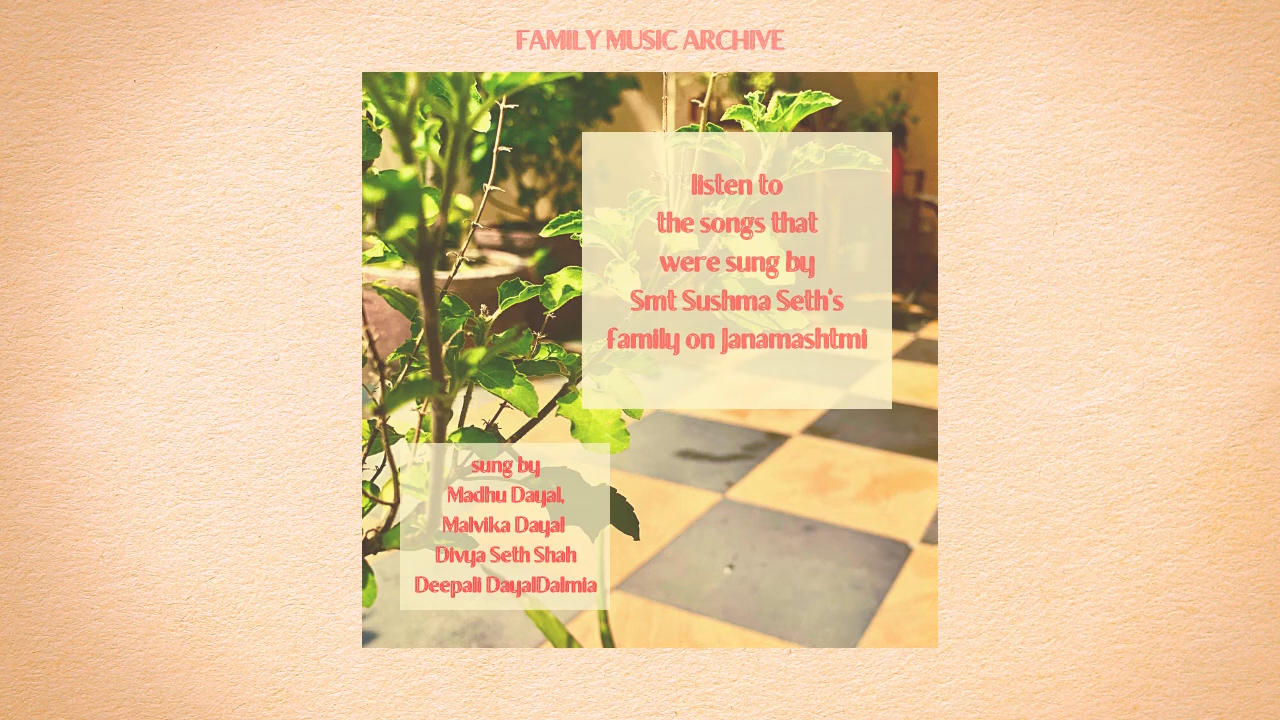 FAMILY MUSIC ARCHIVE
listen to
the songs that
were sung by
Smt Sushma Seth's
family on Janamashtmi
sung by
Madhu Dayal,
Malvika Dayal
Divya Seth Shah
Deepali DayalDalmia